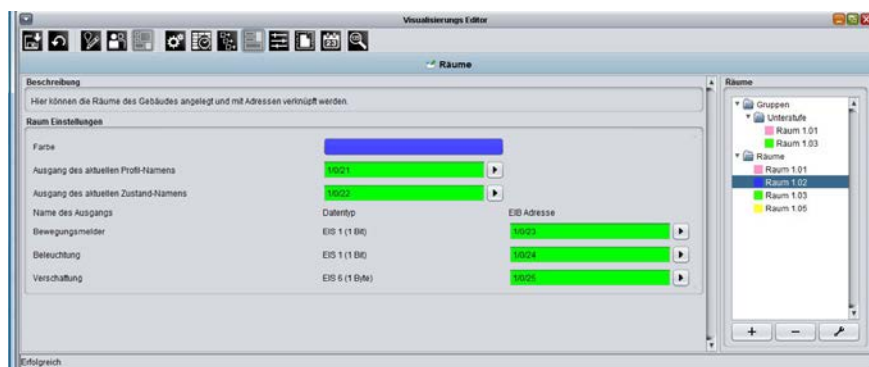 Visualisierungs Editor
Räume
Beschreibung
Hier können die Räume des Gebäudes angelegt und mit Adressen verknüpft werden.
Raum Einstellungen
Farbe
Ausgang des aktuellen Profil-Namens 1/0/21
Ausgang des aktuellen Zustand-Namens 1/0/22
Name des Ausgangs Datentyp EIB Adresse
Bewegungsmelder EIS 1 (1 Bit) 1/0/23
Beleuchtung EIS 1 (1 Bit) 1/0/24
Verschattung EIS 6 (1 Byte) 1/0/25
Räume
Gruppen
Unterstufe
Raum 1.01
Raum 1.03
Räume
Raum 1.01
Raum 1.02
Raum 1.03
Raum 1.05
Erfolgreich